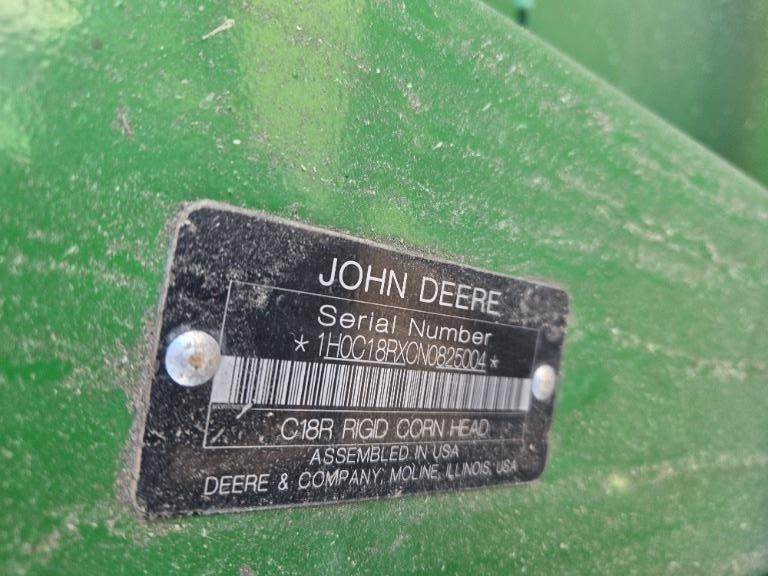 JOHN DEERE
Serial Number
*1H0C18RXCN0825004*
C18R RIGID CORN HEAD
ASSEMBLED IN USA
DEERE & COMPANY, MOLINE, ILLINOIS, USA